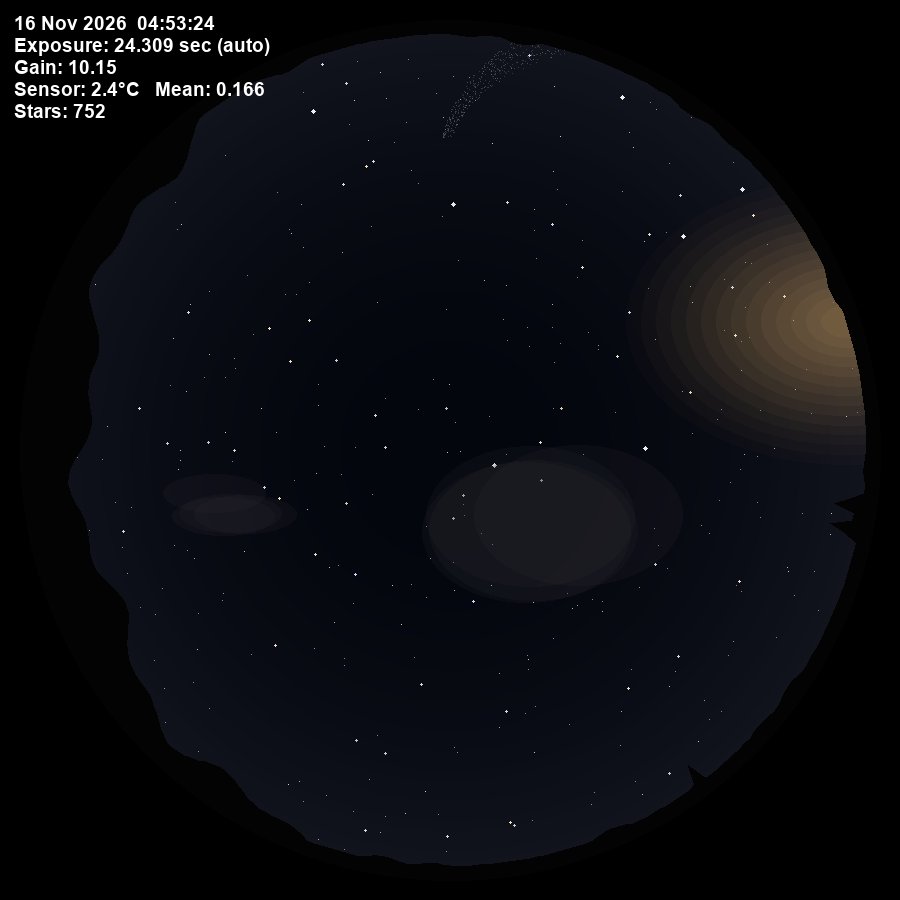 16 Nov 2026  04:53:24
Exposure: 24.309 sec (auto)
Gain: 10.15
Sensor: 2.4°C   Mean: 0.166
Stars: 752